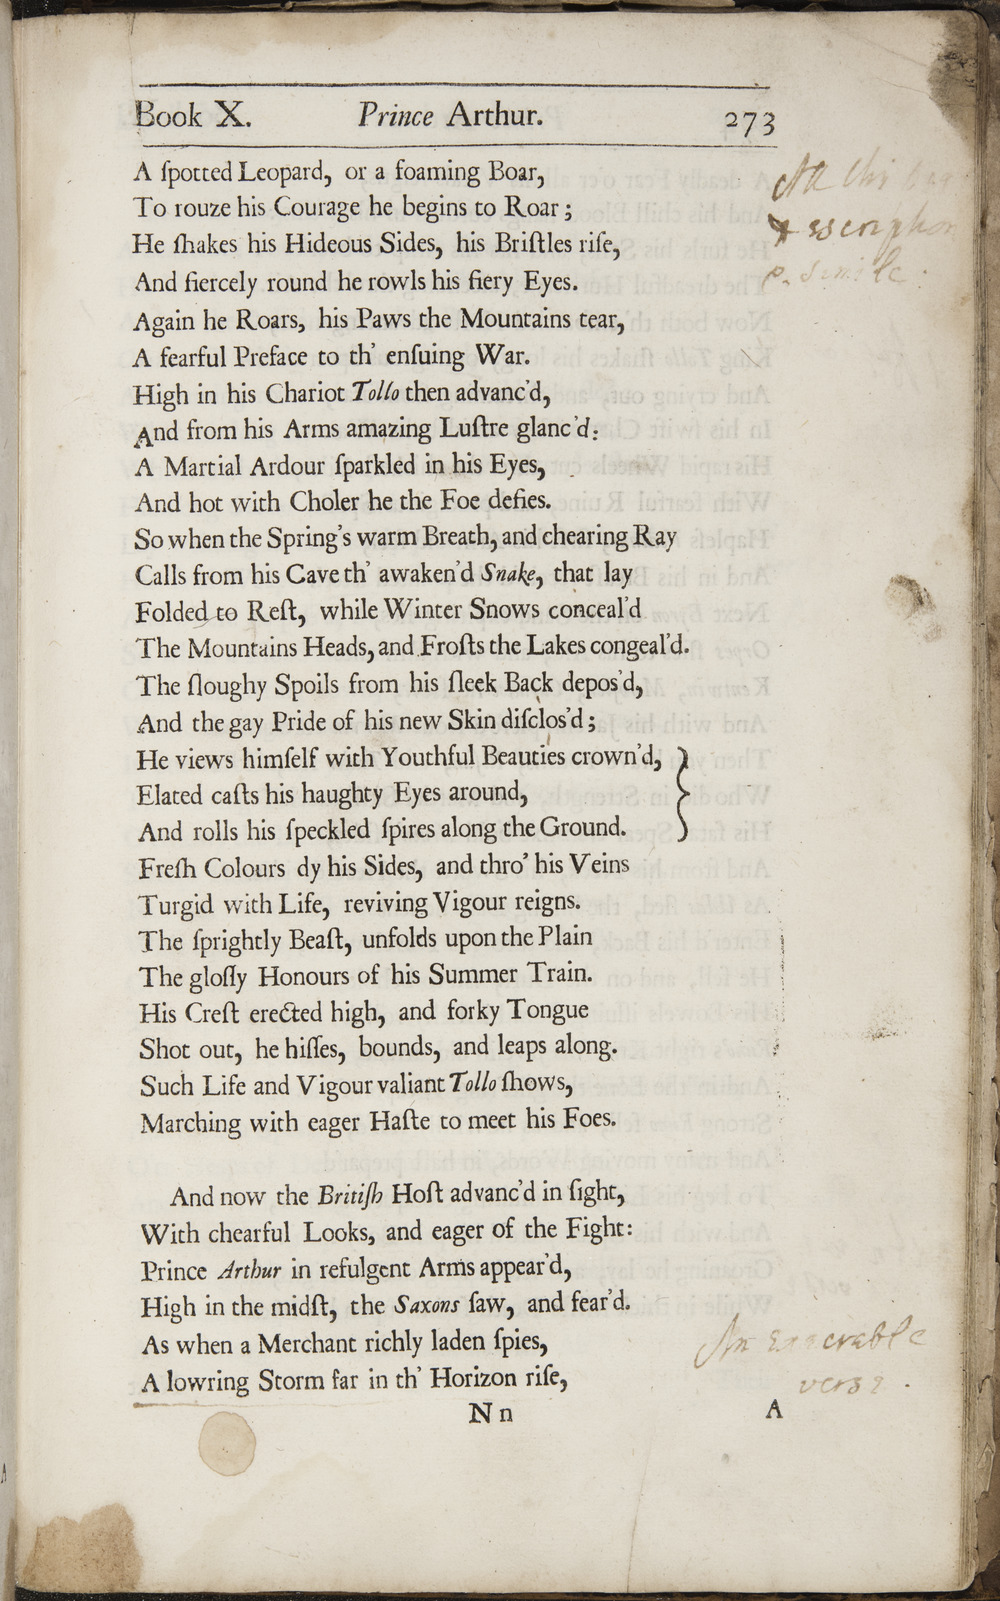 Book X. Prince Arthur. 273
A ſpotted Leopard, or a foaming Boar,
To rouze his Courage he begins to Roar;
He ſhakes his Hideous Sides, his Briſtles riſe,
And fiercely round he rowls his fiery Eyes.
Again he Roars, his Paws the Mountains tear,
A fearful Preface to th' enſuing War.
High in his Chariot Tollo then advanc'd,
And from his Arms amazing Luſtre glanc'd:
A Martial Ardour ſparkled in his Eyes,
And hot with Choler he the Foe defies.
So when the Spring's warm Breath, and chearing Ray
Calls from his Cave th' awaken'd Snake, that lay
Folded to Reſt, while Winter Snows conceal'd
The Mountains Heads, and Froſts the Lakes congeal'd.
The ſloughy Spoils from his ſleek Back depos'd,
And the gay Pride of his new Skin diſclos'd;
He views himſelf with Youthful Beauties crown'd,
Elated caſts his haughty Eyes around,
And rolls his ſpeckled ſpires along the Ground.
Freſh Colours dy his Sides, and thro' his Veins
Turgid with Life, reviving Vigour reigns.
The ſprightly Beaſt, unfolds upon the Plain
The gloſſy Honours of his Summer Train.
His Creſt erected high, and forky Tongue
Shot out, he hiſſes, bounds, and leaps along.
Such Life and Vigour valiant Tollo ſhows,
Marching with eager Haſte to meet his Foes.
And now the Britiſh Hoſt advanc'd in ſight,
With chearful Looks, and eager of the Fight:
Prince Arthur in refulgent Arms appear'd,
High in the midſt, the Saxons ſaw, and fear'd.
As when a Merchant richly laden ſpies,
A lowring Storm far in th' Horizon riſe,
Nn A
All this
simile
An
verse